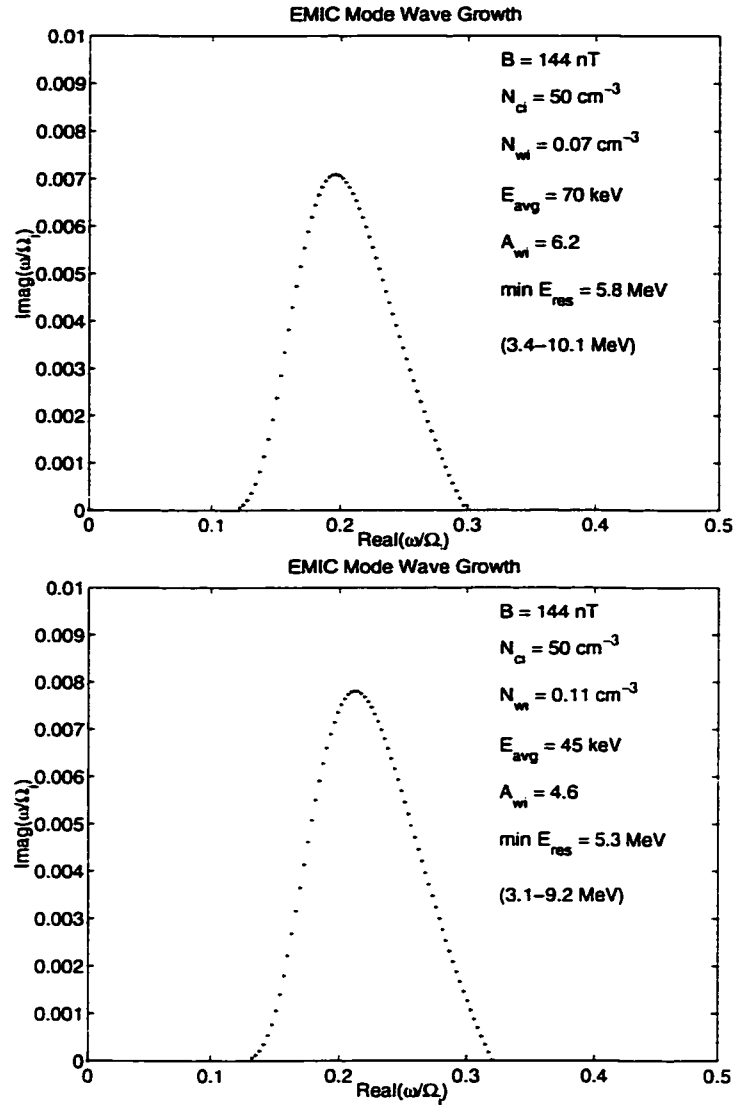 EMIC Mode Wave Growth
0.01
0.009
0.008
0.007
0.006
0.005
0.004
0.003
0.002
0.001
0
Imag(ω/Ω_i)
B = 144 nT
N_ci = 50 cm^−3
N_wi = 0.07 cm^−3
E_avg = 70 keV
A_wi = 6.2
min E_res = 5.8 MeV
(3.4–10.1 MeV)
0 0.1 0.2 0.3 0.4 0.5
Real(ω/Ω_i)
EMIC Mode Wave Growth
0.01
0.009
0.008
0.007
0.006
0.005
0.004
0.003
0.002
0.001
0
Imag(ω/Ω_i)
B = 144 nT
N_ci = 50 cm^−3
N_wi = 0.11 cm^−3
E_avg = 45 keV
A_wi = 4.6
min E_res = 5.3 MeV
(3.1–9.2 MeV)
0 0.1 0.2 0.3 0.4 0.5
Real(ω/Ω_i)